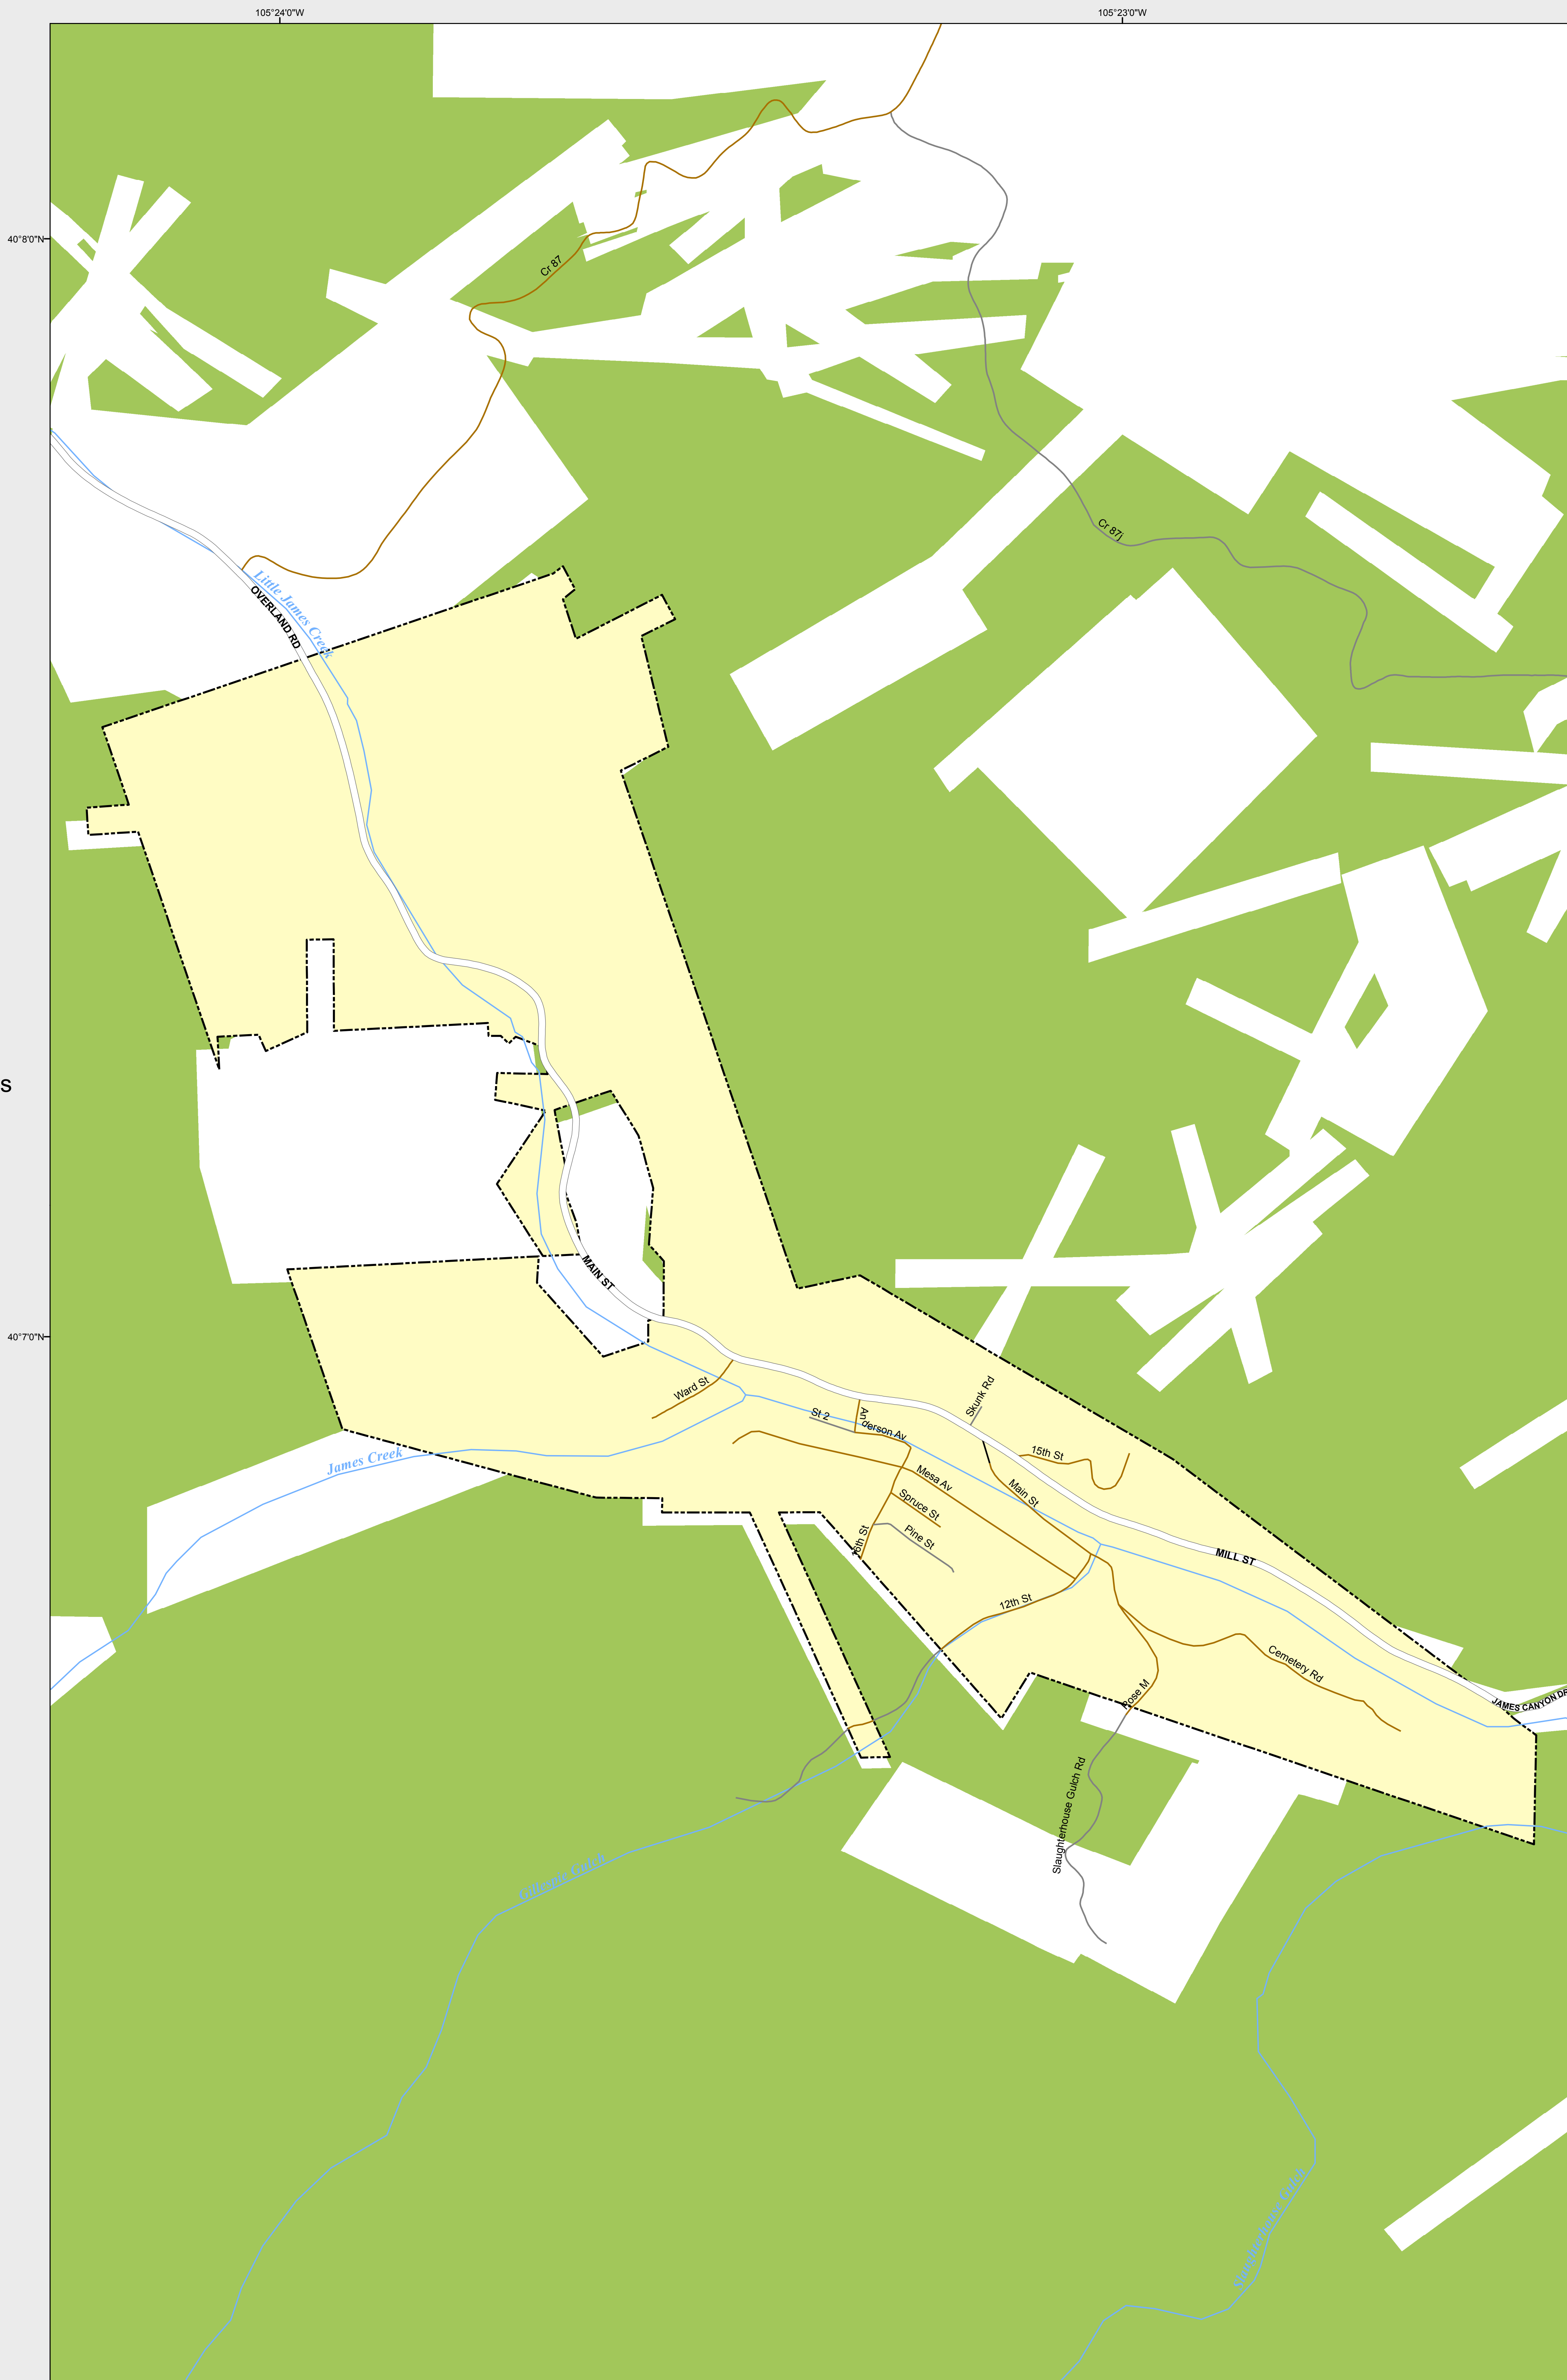 105°24'0"W
105°23'0"W
40°8'0"N
Cr 87
Cr 87j
Little James Creek
OVERLAND RD
s
MAIN ST
40°7'0"N
Ward St
Skunk Rd
St 2
Anderson Av
James Creek
15th St
Mesa Av
Main St
Spruce St
16th St
Pine St
MILL ST
12th St
Cemetery Rd
Rose M
JAMES CANYON DR
Slaughterhouse Gulch Rd
Gillespie Gulch
Slaughterhouse Gulch